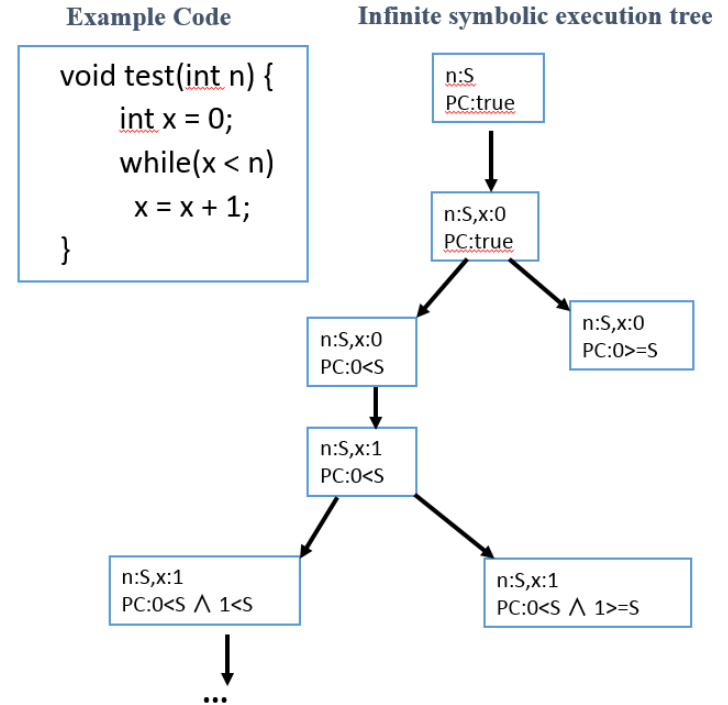 Example Code
Infinite symbolic execution tree
void test(int n) {
int x = 0;
while(x < n)
x = x + 1;
}
n:S
PC:true
n:S,x:0
PC:true
n:S,x:0
PC:0<S
n:S,x:0
PC:0>=S
n:S,x:1
PC:0<S
n:S,x:1
PC:0<S ∧ 1<S
n:S,x:1
PC:0<S ∧ 1>=S
...